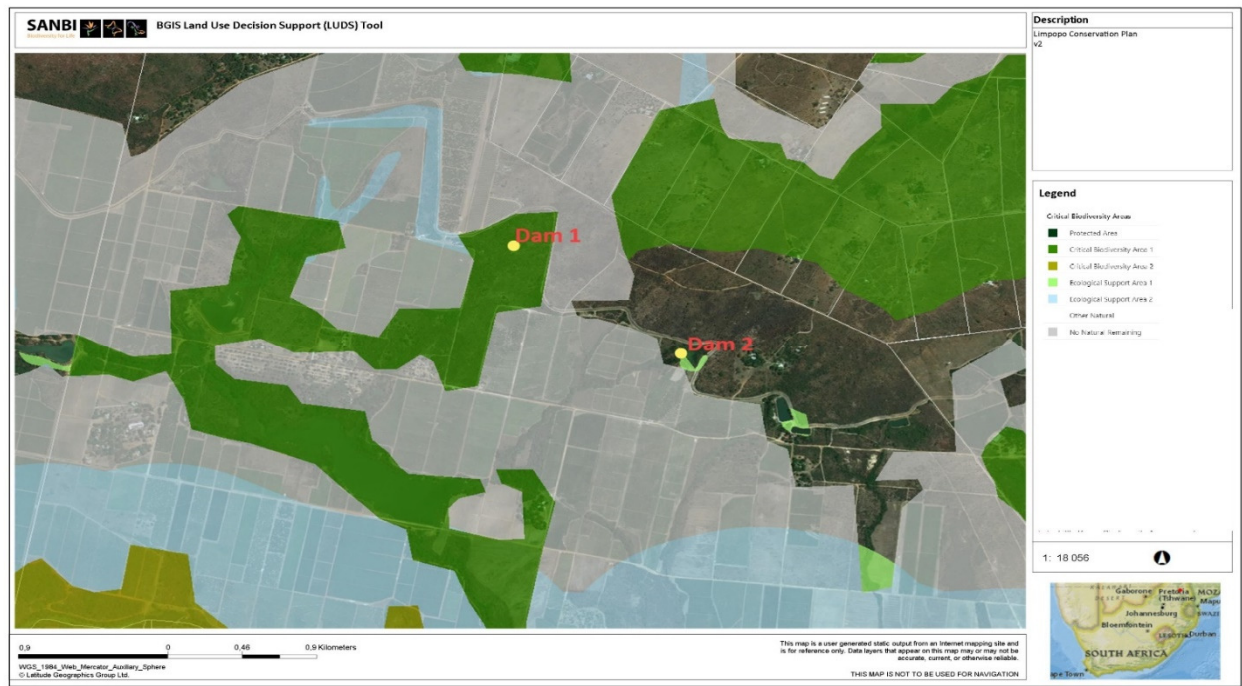 SANBI
Biodiversity for Life
BGIS Land Use Decision Support (LUDS) Tool
Description
Limpopo Conservation Plan
v2
Dam 1
Dam 2
Legend
Critical Biodiversity Areas
Protected Area
Critical Biodiversity Area 1
Critical Biodiversity Area 2
Ecological Support Area 1
Ecological Support Area 2
Other Natural
No Natural Remaining
1: 18 056
0,9 0 0,46 0,9 Kilometers
WGS_1984_Web_Mercator_Auxiliary_Sphere
© Latitude Geographics Group Ltd.
This map is a user generated static output from an Internet mapping site and
is for reference only. Data layers that appear on this map may or may not be
accurate, current, or otherwise reliable.
THIS MAP IS NOT TO BE USED FOR NAVIGATION
Gaborone
Pretoria
(Tshwane)
MOZ
Johannesburg
Bloemfontein
Durban
SOUTH AFRICA